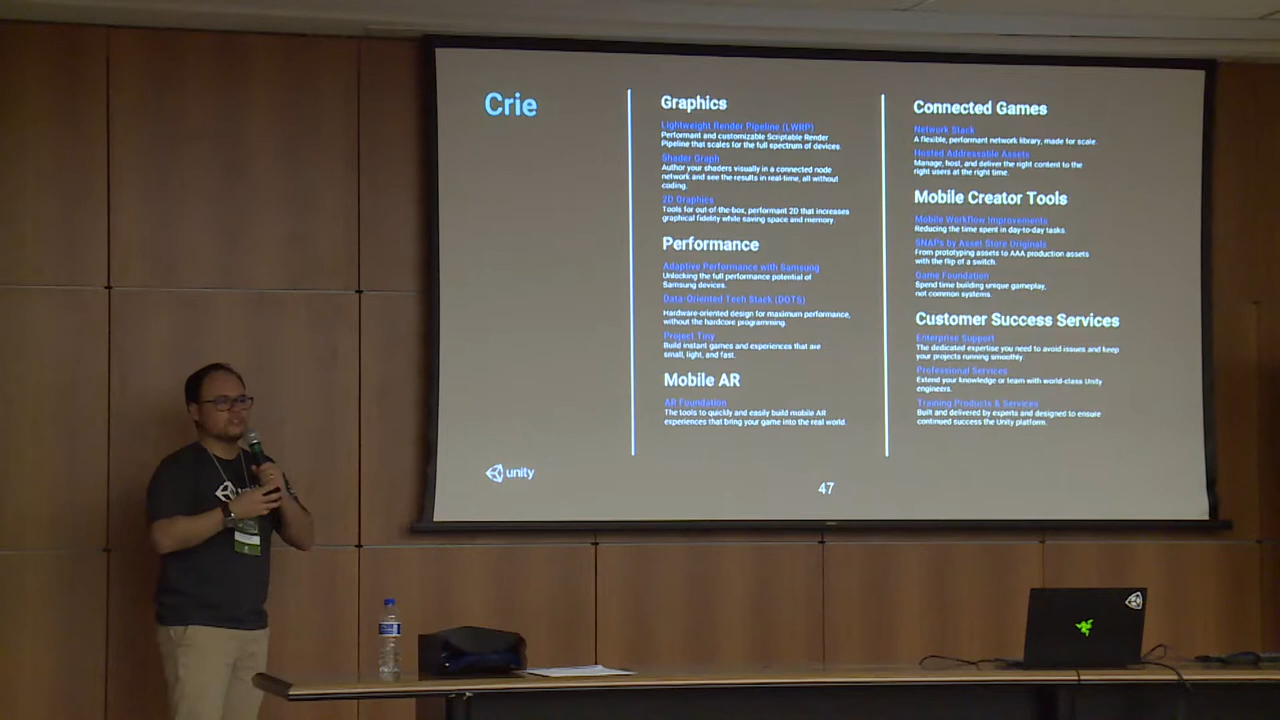 Crie
Graphics
Lightweight Render Pipeline (LWRP)
Performant and customizable Scriptable Render
Pipeline that scales for the full spectrum of devices.
Shader Graph
Author your shaders visually in a connected node
network and see the results in real-time, all without
coding.
2D Graphics
Tools for out-of-the-box, performant 2D that increases
graphical fidelity while saving space and memory.
Performance
Adaptive Performance with Samsung
Unlocking the full performance potential of
Samsung devices.
Data-Oriented Tech Stack (DOTS)
Hardware-oriented design for maximum performance,
without the hardcore programming.
Project Tiny
Build instant games and experiences that are
small, light, and fast.
Mobile AR
AR Foundation
The tools to quickly and easily build mobile AR
experiences that bring your game into the real world.
Connected Games
Network Stack
A flexible, performant network library, made for scale.
Hosted Addressable Assets
Manage, host, and deliver the right content to the
right users at the right time.
Mobile Creator Tools
Mobile Workflow Improvements
Reducing the time spent in day-to-day tasks.
SNAPs by Asset Store Originals
From prototyping assets to AAA production assets
with the flip of a switch.
Game Foundation
Spend time building unique gameplay,
not common systems.
Customer Success Services
Enterprise Support
The dedicated expertise you need to avoid issues and keep
your projects running smoothly
Professional Services
Extend your knowledge or team with world-class Unity
engineers.
Training Products & Services
Built and delivered by experts and designed to ensure
continued success the Unity platform.
unity
47